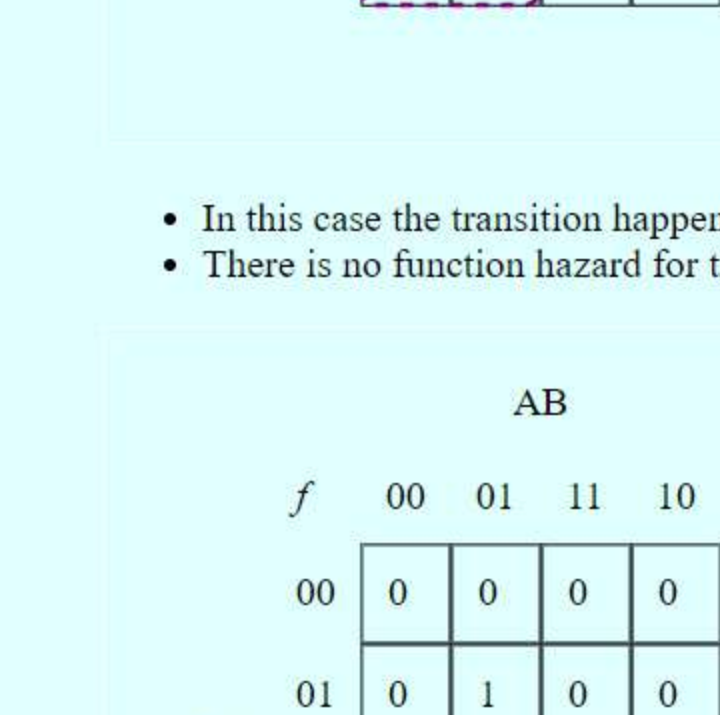 In this case the transition
There is no function hazard for
AB
f 00 01 11 10
00 0 0 0 0
01 0 1 0 0